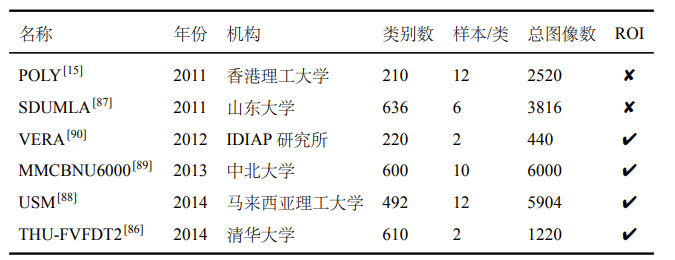 名称 年份 机构 类别数 样本/类 总图像数 ROI
POLY[15] 2011 香港理工大学 210 12 2520 ✘
SDUMLA[87] 2011 山东大学 636 6 3816 ✘
VERA[90] 2012 IDIAP 研究所 220 2 440 ✔
MMCBNU6000[89] 2013 中北大学 600 10 6000 ✔
USM[88] 2014 马来西亚理工大学 492 12 5904 ✔
THU-FVFDT2[86] 2014 清华大学 610 2 1220 ✔